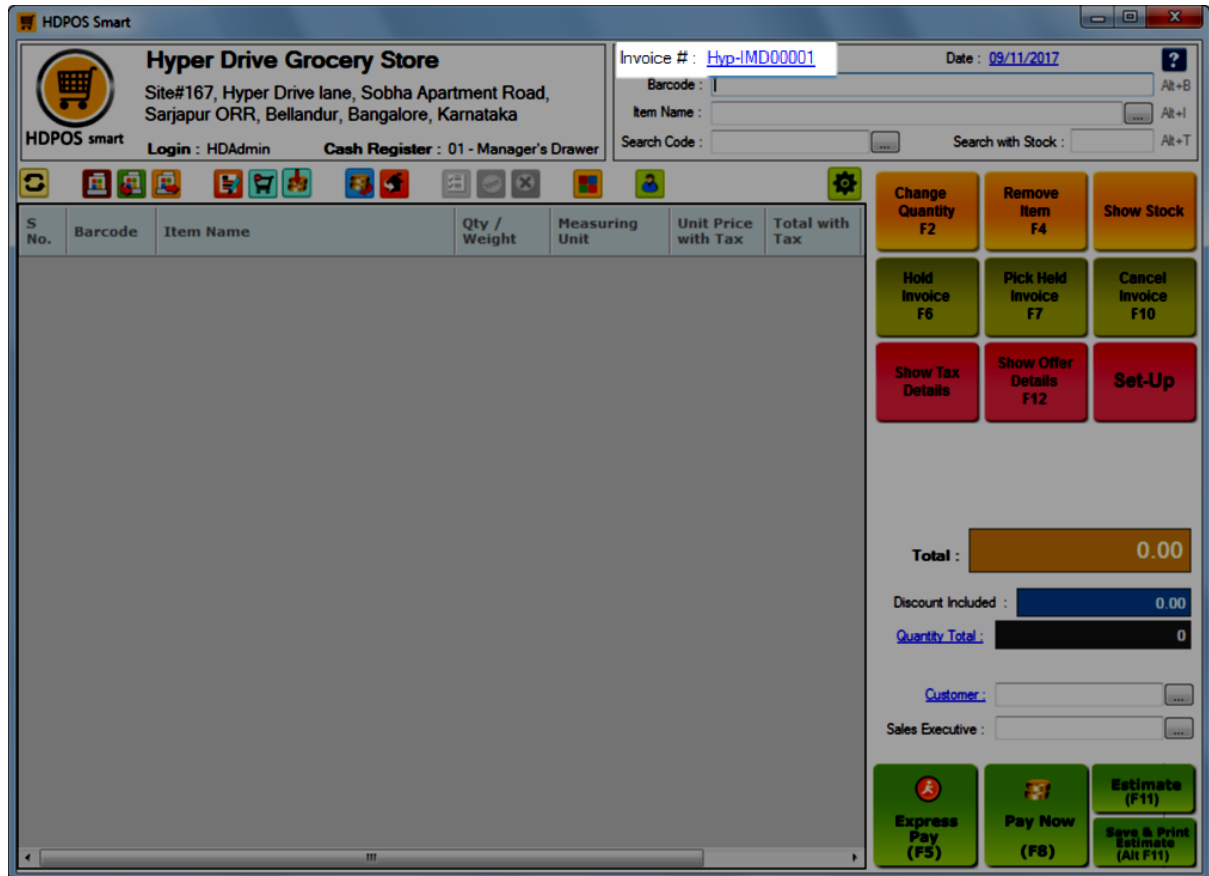 HDPOS Smart
Hyper Drive Grocery Store
Site#167, Hyper Drive lane, Sobha Apartment Road,
Sarjapur ORR, Bellandur, Bangalore, Karnataka
HDPOS smart
Login : HDAdmin Cash Register : 01 - Manager's Drawer
Invoice # : Hyp-IMD00001 Date : 09/11/2017 ?
Barcode : Alt+B
Item Name : ... Alt+I
Search Code : ... Search with Stock : Alt+T
S No. Barcode Item Name Qty / Weight Measuring Unit Unit Price with Tax Total with Tax
Change Quantity F2
Remove Item F4
Show Stock
Hold Invoice F6
Pick Held Invoice F7
Cancel Invoice F10
Show Tax Details
Show Offer Details F12
Set-Up
Total : 0.00
Discount Included : 0.00
Quantity Total : 0
Customer : ...
Sales Executive : ...
Express Pay (F5)
Pay Now (F8)
Estimate (F11)
Save & Print Estimate (Alt F11)